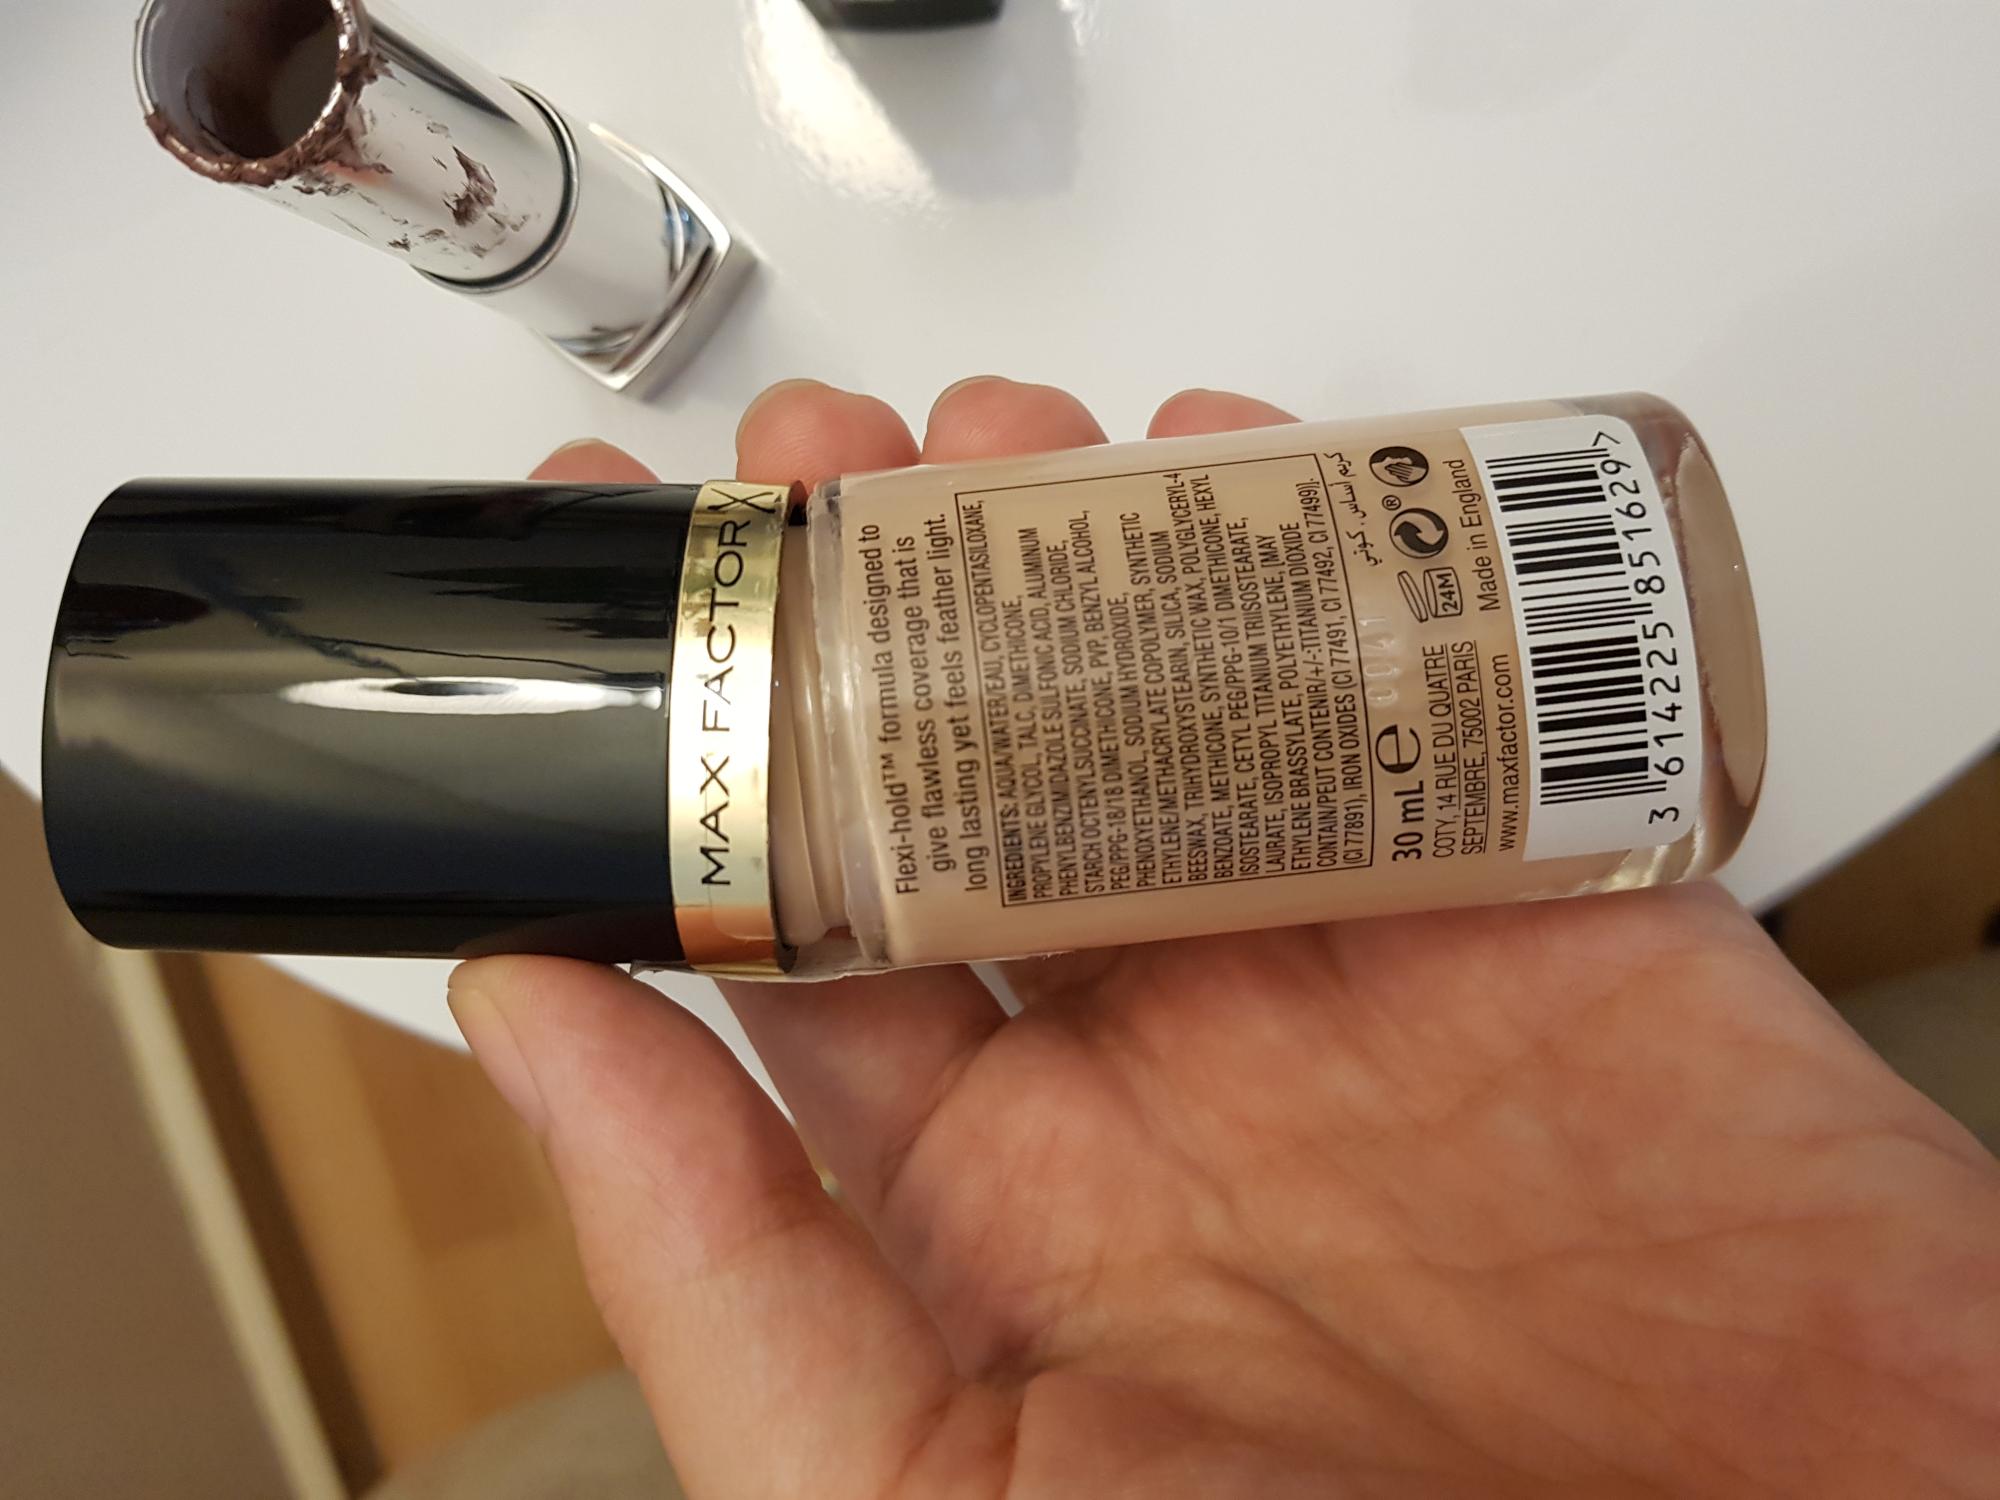 MAX FACTOR X
Flexi-hold™ formula designed to
give flawless coverage that is
long lasting yet feels feather light.
INGREDIENTS: AQUA/WATER/EAU, CYCLOPENTASILOXANE,
PROPYLENE GLYCOL, TALC, DIMETHICONE,
PHENYLBENZIMIDAZOLE SULFONIC ACID, ALUMINUM
STARCH OCTENYLSUCCINATE, SODIUM CHLORIDE,
PEG/PPG-18/18 DIMETHICONE, PVP, BENZYL ALCOHOL,
PHENOXYETHANOL, SODIUM HYDROXIDE,
ETHYLENE/METHACRYLATE COPOLYMER, SYNTHETIC
BEESWAX, TRIHYDROXYSTEARIN, SILICA, SODIUM
BENZOATE, METHICONE, SYNTHETIC WAX, POLYGLYCERYL-4
ISOSTEARATE, CETYL PEG/PPG-10/1 DIMETHICONE, HEXYL
LAURATE, ISOPROPYL TITANIUM TRIISOSTEARATE,
ETHYLENE BRASSYLATE, POLYETHYLENE, [MAY
CONTAIN/PEUT CONTENIR/+/-:TITANIUM DIOXIDE
(CI 77891), IRON OXIDES (CI 77491, CI 77492, CI 77499)].
كريم أساس. كوتي
0041
30 mL e 24M ®
COTY, 14 RUE DU QUATRE
SEPTEMBRE, 75002 PARIS Made in England
www.maxfactor.com
3 614225 851629 >